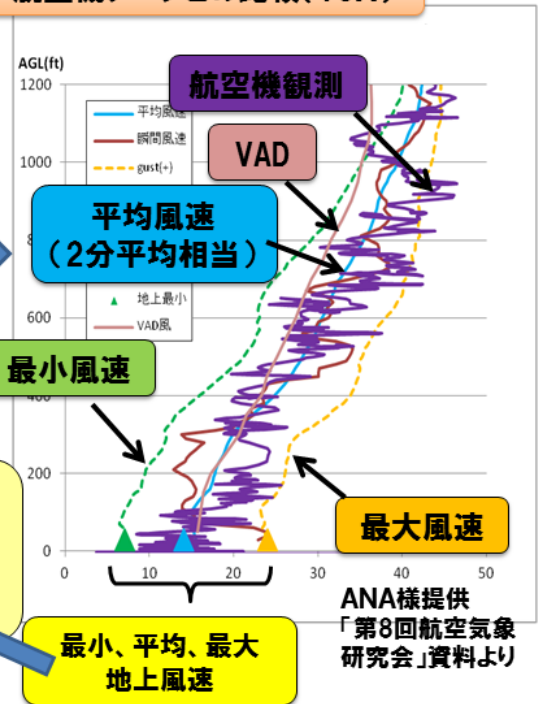 AGL(ft)
1200
航空機観測
平均風速
瞬間風速
gust(+)
VAD
1000
平均風速
(2分平均相当)
地上最小
VAD風
600
最小風速
400
200
最大風速
0
0
10
20
30
40
50
最小、平均、最大
地上風速
ANA様提供
「第8回航空気象
研究会」資料より